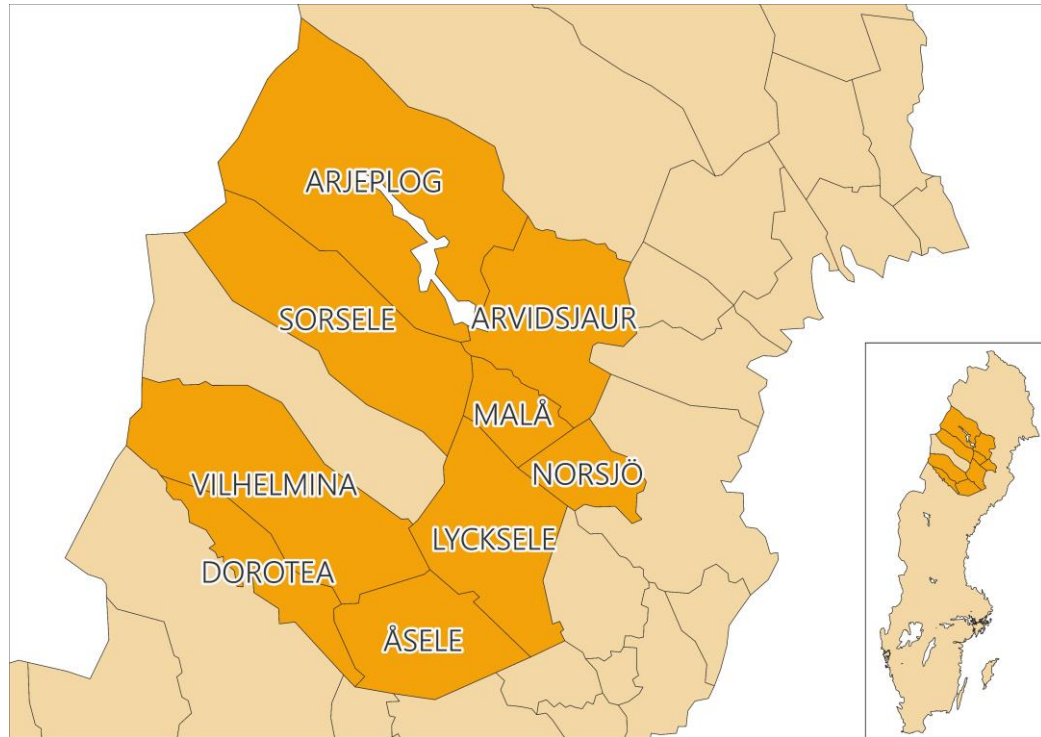 ARJEPLOG
SORSELE
ARVIDSJAUR
MALÅ
NORSJÖ
VILHELMINA
LYCKSELE
DOROTEA
ÅSELE